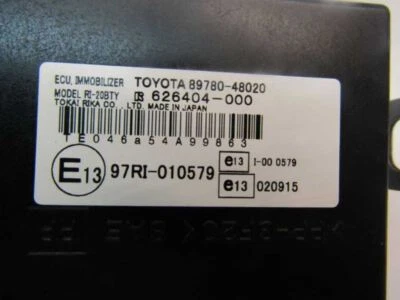 ECU, IMMOBILIZER TOYOTA 89780-48020
MODEL RI-20BTY 626404-000
TOKAI RIKA CO., LTD. MADE IN JAPAN
TE046a54A99863
E13 97RI-010579
e13 I-00 0579
e13 020915